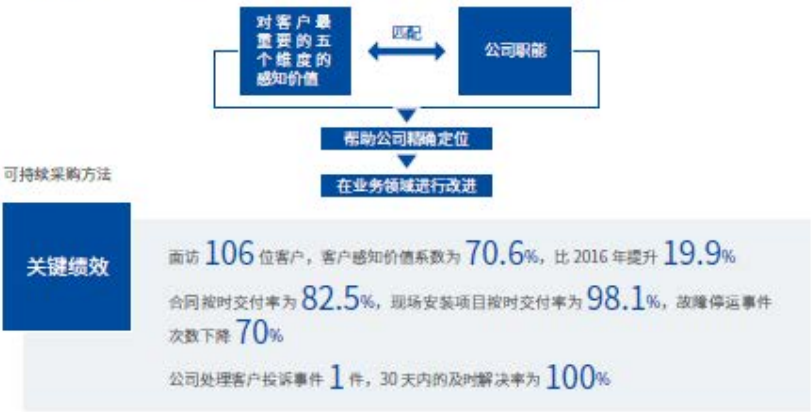 对客户最
重要的五
个维度的
感知价值
匹配
公司职能
帮助公司精确定位
在业务领域进行改进
可持续采购方法
关键绩效
面访 106 位客户，客户感知价值系数为 70.6%，比 2016 年提升 19.9%
合同按时交付率为 82.5%，现场安装项目按时交付率为 98.1%，故障停运事件
次数下降 70%
公司处理客户投诉事件 1 件，30 天内的及时解决率为 100%